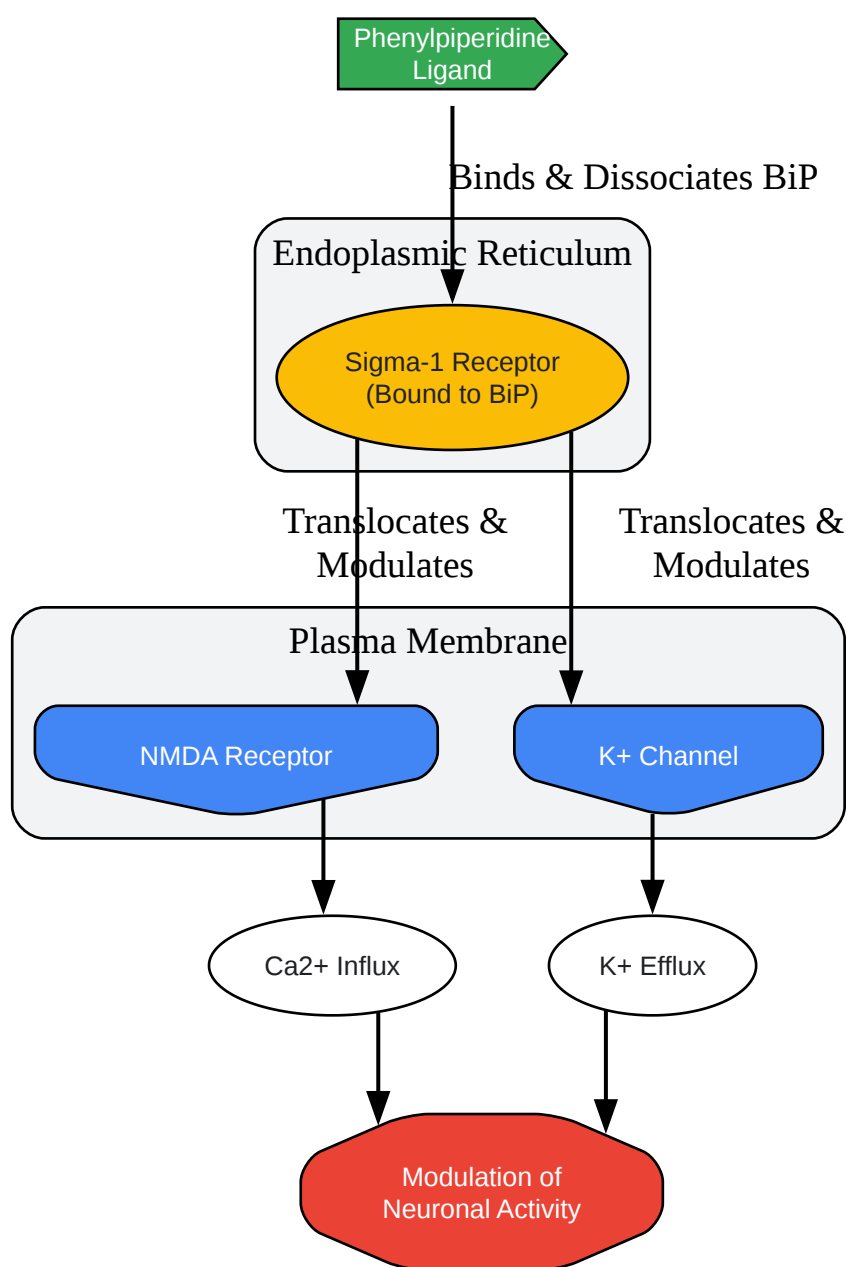 Phenylpiperidine
Ligand
Binds & Dissociates BiP
Endoplasmic Reticulum
Sigma-1 Receptor
(Bound to BiP)
Translocates &
Modulates
Translocates &
Modulates
Plasma Membrane
NMDA Receptor
K+ Channel
Ca2+ Influx
K+ Efflux
Modulation of
Neuronal Activity